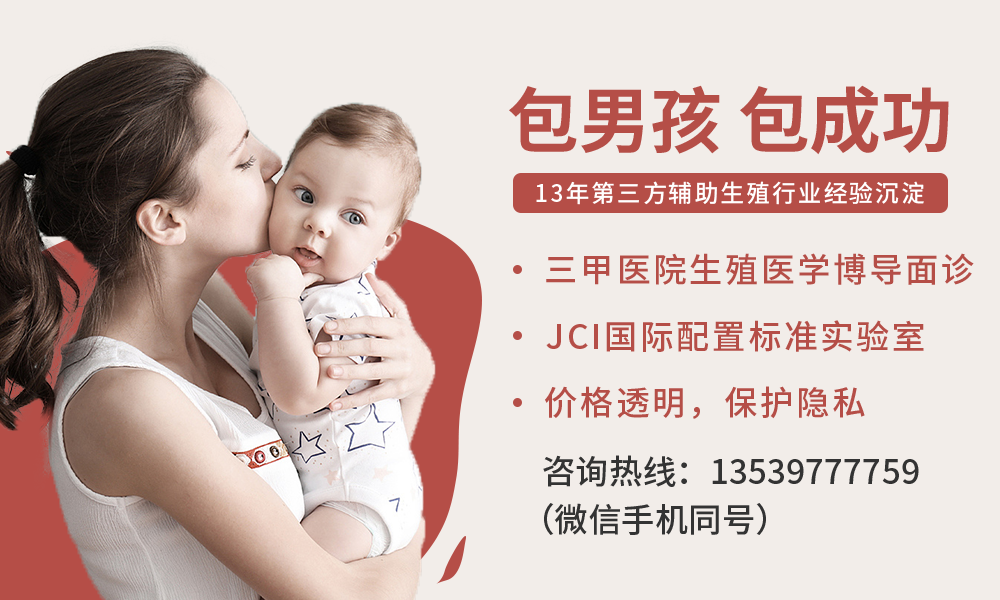 包男孩 包成功
13年第三方辅助生殖行业经验沉淀
• 三甲医院生殖医学博导面诊
• JCI国际配置标准实验室
• 价格透明，保护隐私
咨询热线：13539777759
（微信手机同号）